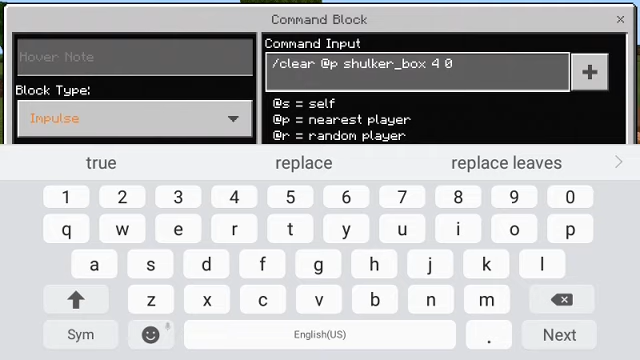 Command Block
×
Hover Note
Command Input
/clear @p shulker_box 4 0
+
Block Type:
Impulse
@s = self
@p = nearest player
@r = random player
true replace replace leaves
1 2 3 4 5 6 7 8 9 0
q w e r t y u i o p
a s d f g h j k l
z x c v b n m
Sym English(US) . Next